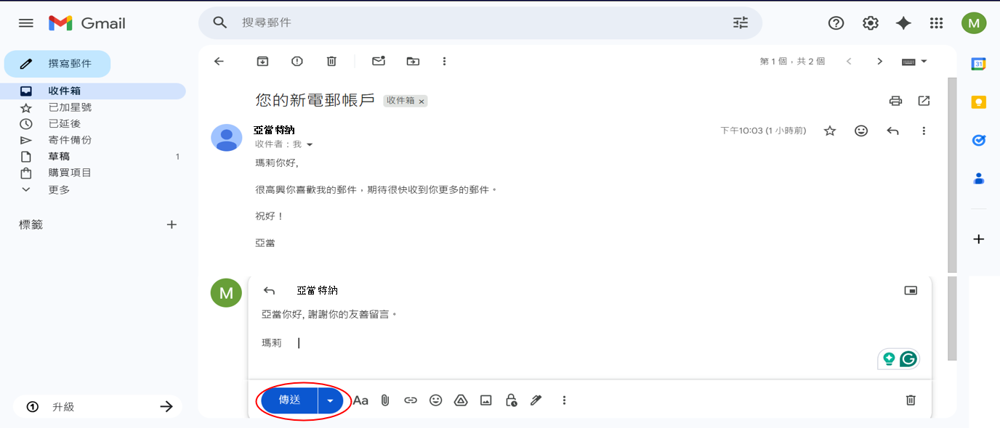 Gmail
搜尋郵件
M
撰寫郵件
收件箱
已加星號
已延後
寄件備份
草稿 1
購買項目
更多
標籤
升級
第 1 個，共 2 個
31
您的新電郵帳戶 收件箱 ×
亞當 特納
下午10:03 (1 小時前)
收件者：我
瑪莉你好,
很高興你喜歡我的郵件，期待很快收到你更多的郵件。
祝好！
亞當
M
亞當 特納
亞當你好, 謝謝你的友善留言。
瑪莉
傳送 Aa